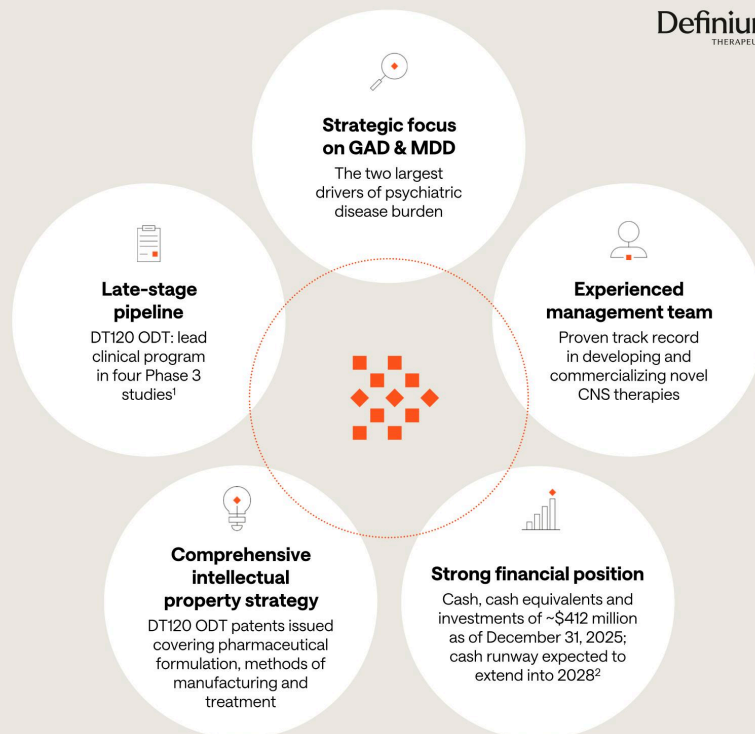 Definium
THERAPEU
Strategic focus
on GAD & MDD
The two largest
drivers of psychiatric
disease burden
Late-stage
pipeline
DT120 ODT: lead
clinical program
in four Phase 3
studies¹
Experienced
management team
Proven track record
in developing and
commercializing novel
CNS therapies
Comprehensive
intellectual
property strategy
DT120 ODT patents issued
covering pharmaceutical
formulation, methods of
manufacturing and
treatment
Strong financial position
Cash, cash equivalents and
investments of ~$412 million
as of December 31, 2025;
cash runway expected to
extend into 2028²